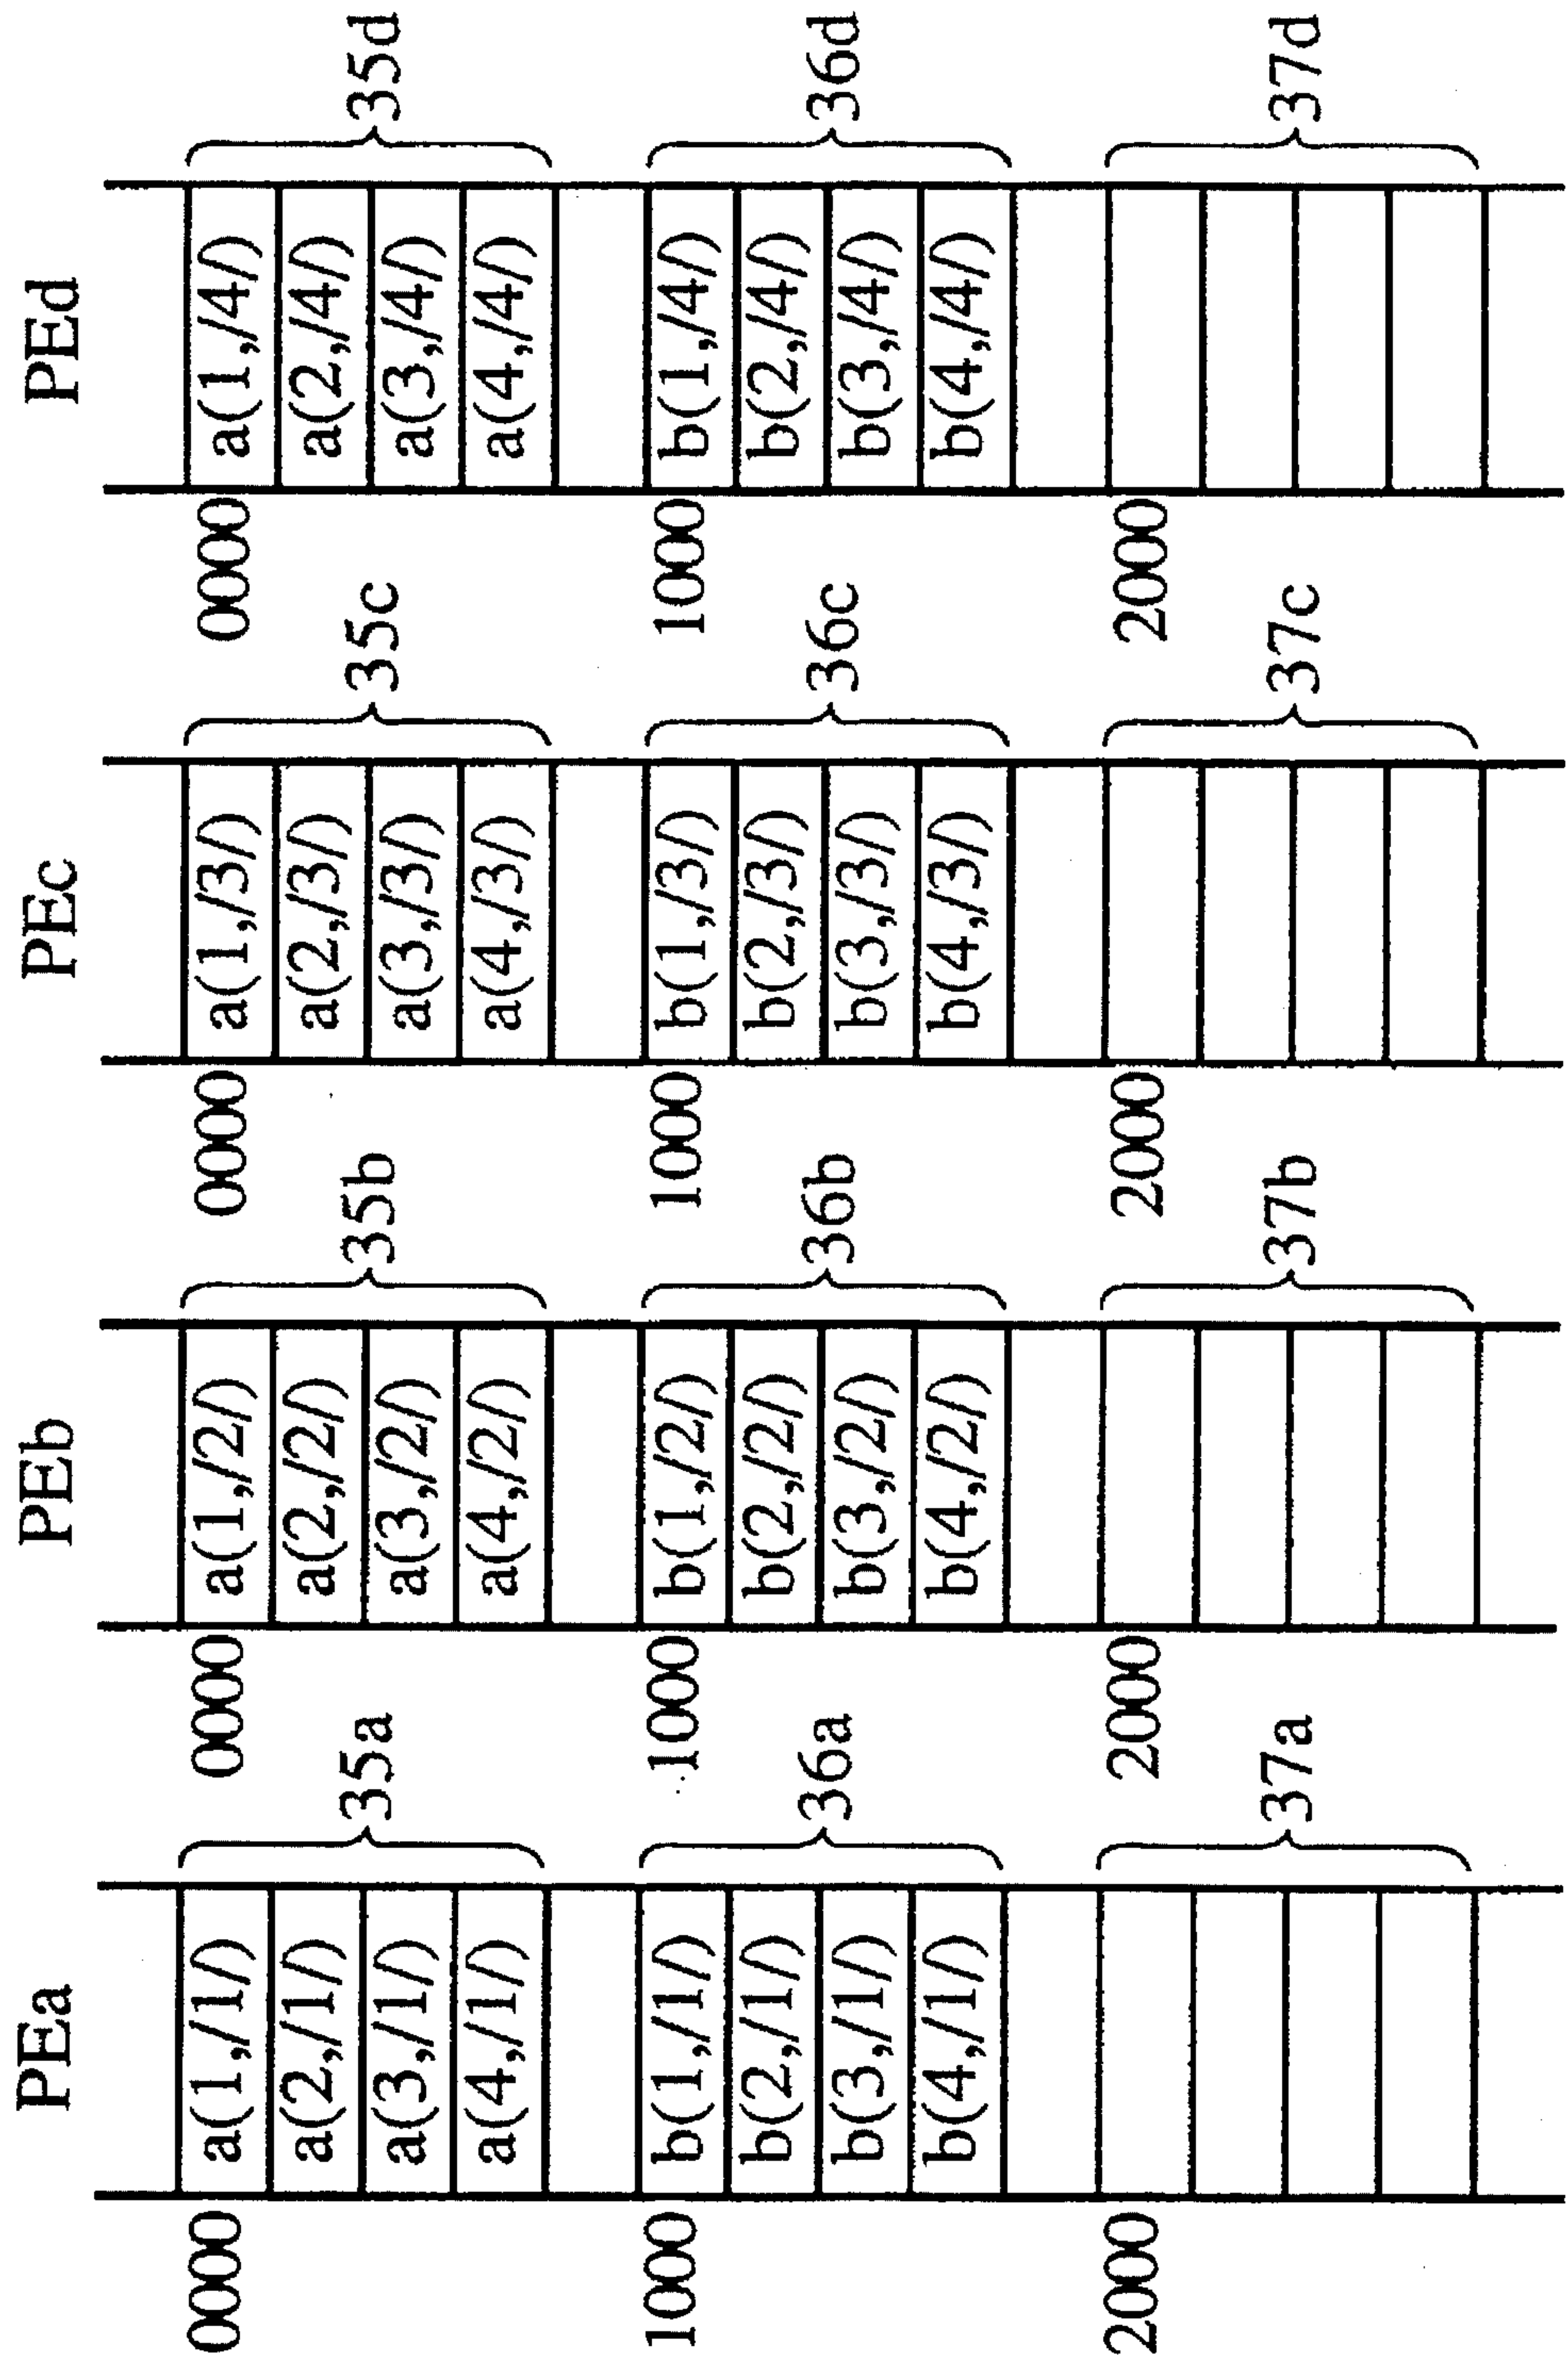 PEa PEb PEc PEd
0000 a(1,/1/) 0000 a(1,/2/) 0000 a(1,/3/) 0000 a(1,/4/)
a(2,/1/) a(2,/2/) a(2,/3/) a(2,/4/)
35a 35b 35c 35d
a(3,/1/) a(3,/2/) a(3,/3/) a(3,/4/)
a(4,/1/) a(4,/2/) a(4,/3/) a(4,/4/)
1000 b(1,/1/) 1000 b(1,/2/) 1000 b(1,/3/) 1000 b(1,/4/)
b(2,/1/) b(2,/2/) b(2,/3/) b(2,/4/)
36a 36b 36c 36d
b(3,/1/) b(3,/2/) b(3,/3/) b(3,/4/)
b(4,/1/) b(4,/2/) b(4,/3/) b(4,/4/)
2000 2000 2000 2000
37a 37b 37c 37d